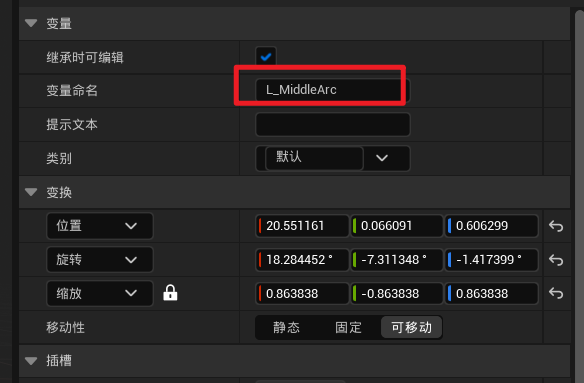 变量
继承时可编辑
变量命名 L_MiddleArc
提示文本
类别 默认
变换
位置 20.551161 0.066091 0.606299
旋转 18.284452 ° -7.311348 ° -1.417399 °
缩放 0.863838 -0.863838 0.863838
移动性 静态 固定 可移动
插槽